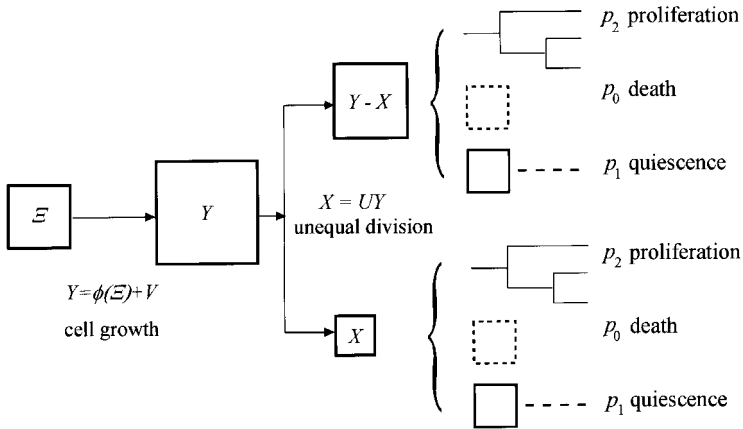 p₂ proliferation
Y - X
p₀ death
p₁ quiescence
Ξ
Y
X = UY
unequal division
Y=ϕ(Ξ)+V
cell growth
p₂ proliferation
X
p₀ death
p₁ quiescence